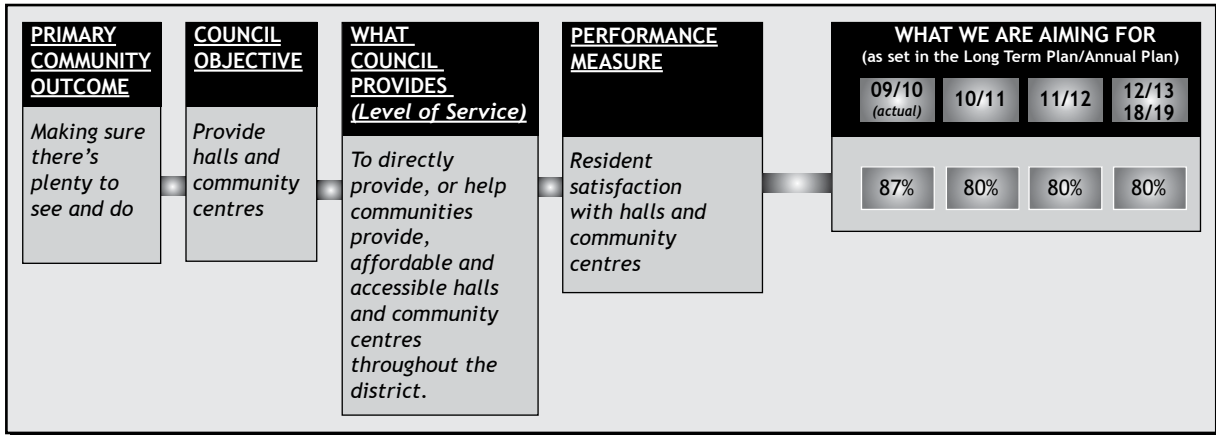 PRIMARY
COMMUNITY
OUTCOME
Making sure
there’s
plenty to
see and do
COUNCIL
OBJECTIVE
Provide
halls and
community
centres
WHAT
COUNCIL
PROVIDES
(Level of Service)
To directly
provide, or help
communities
provide,
affordable and
accessible halls
and community
centres
throughout the
district.
PERFORMANCE
MEASURE
Resident
satisfaction
with halls and
community
centres
WHAT WE ARE AIMING FOR
(as set in the Long Term Plan/Annual Plan)
09/10
(actual)
10/11
11/12
12/13
18/19
87%
80%
80%
80%